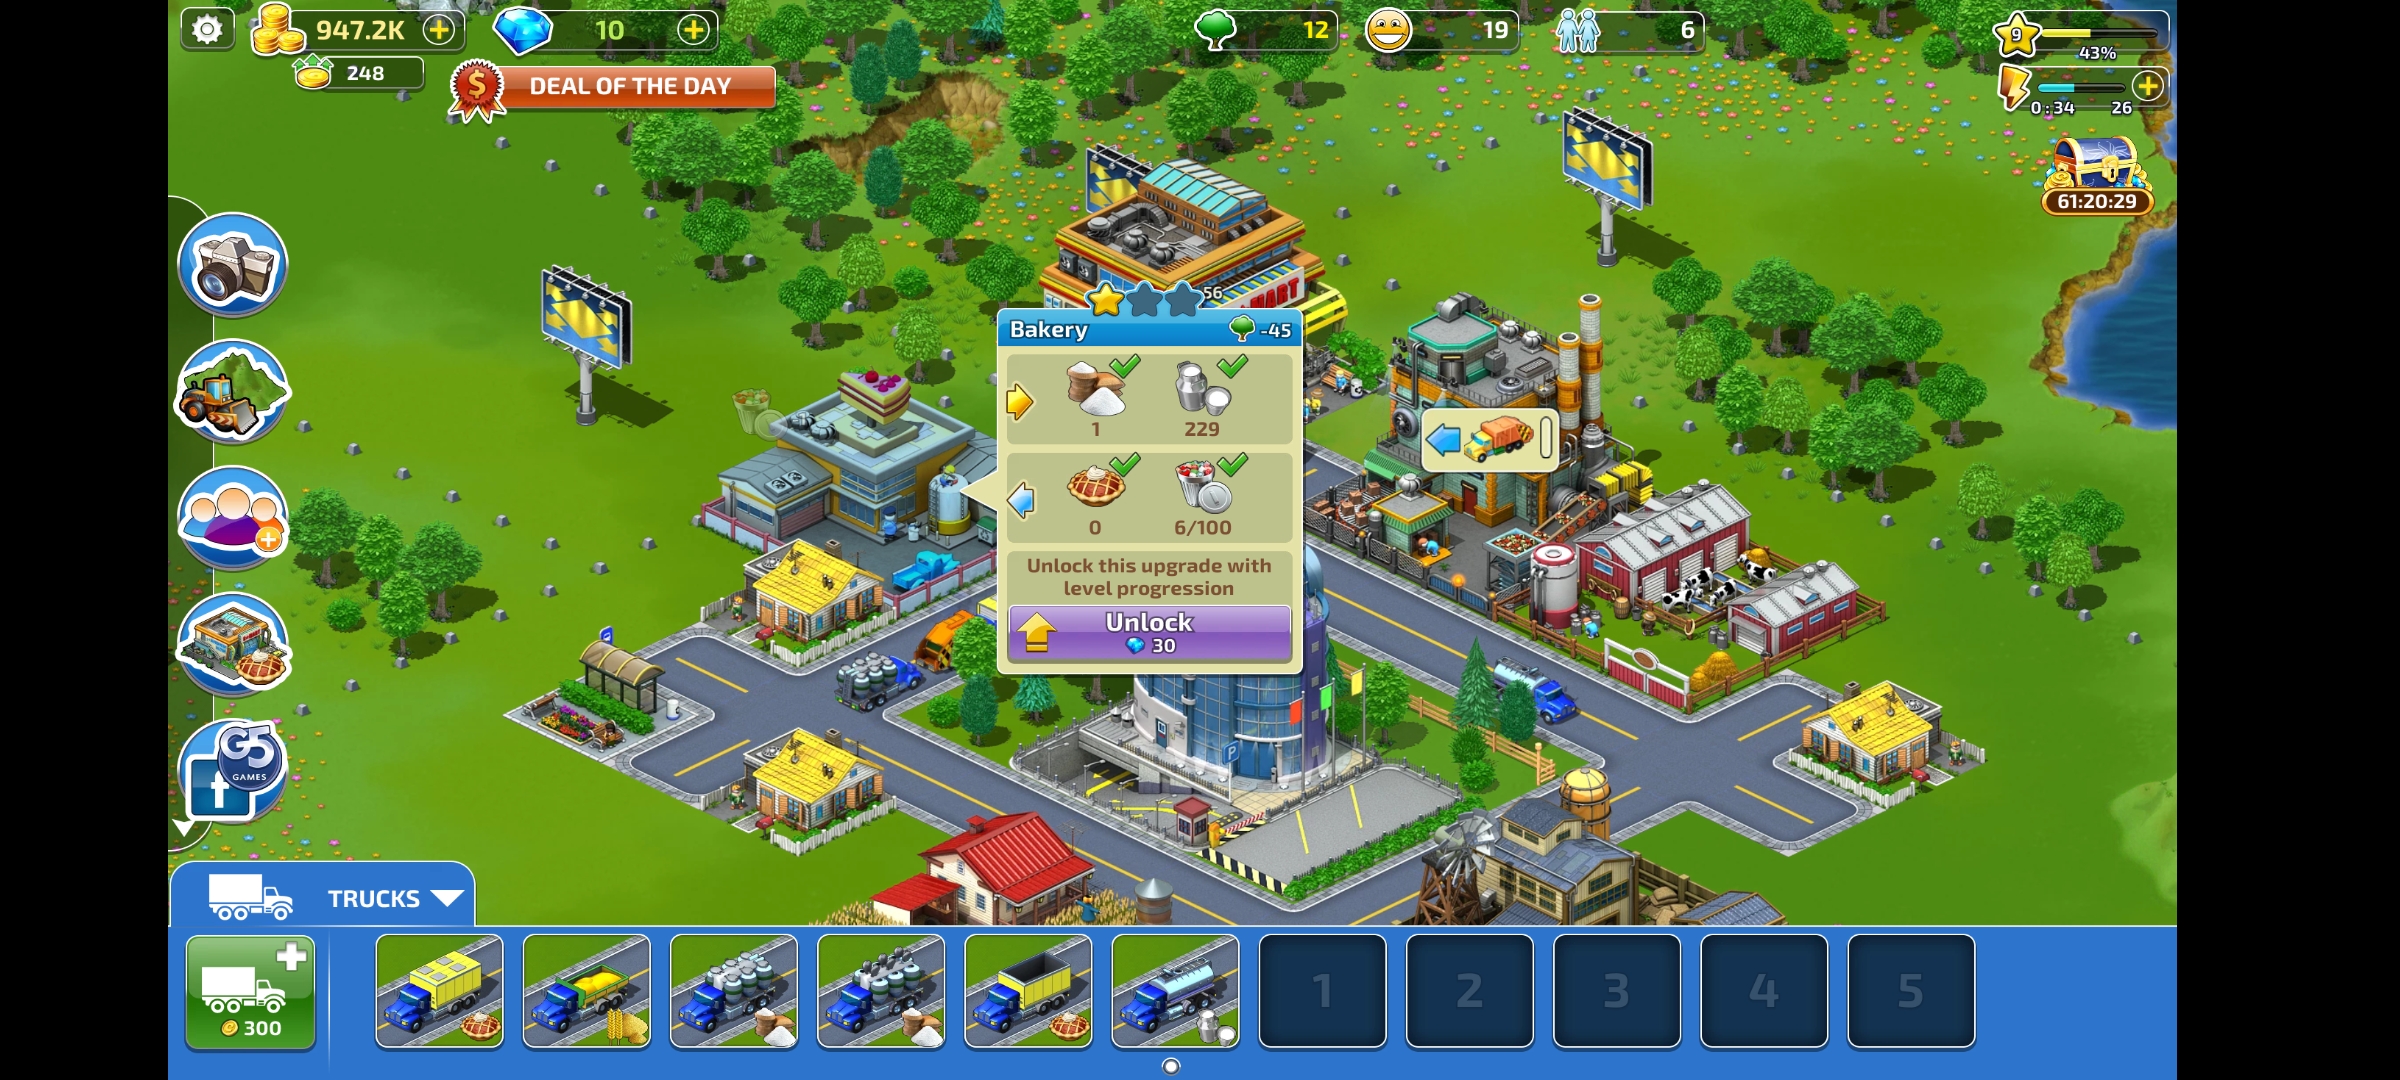 947.2K
10
12
19
6
9
43%
248
DEAL OF THE DAY
0:34
26
61:20:29
56
MART
Bakery
-45
1
229
0
6/100
Unlock this upgrade with
level progression
Unlock
30
P
G5
GAMES
f
TRUCKS
300
1
2
3
4
5